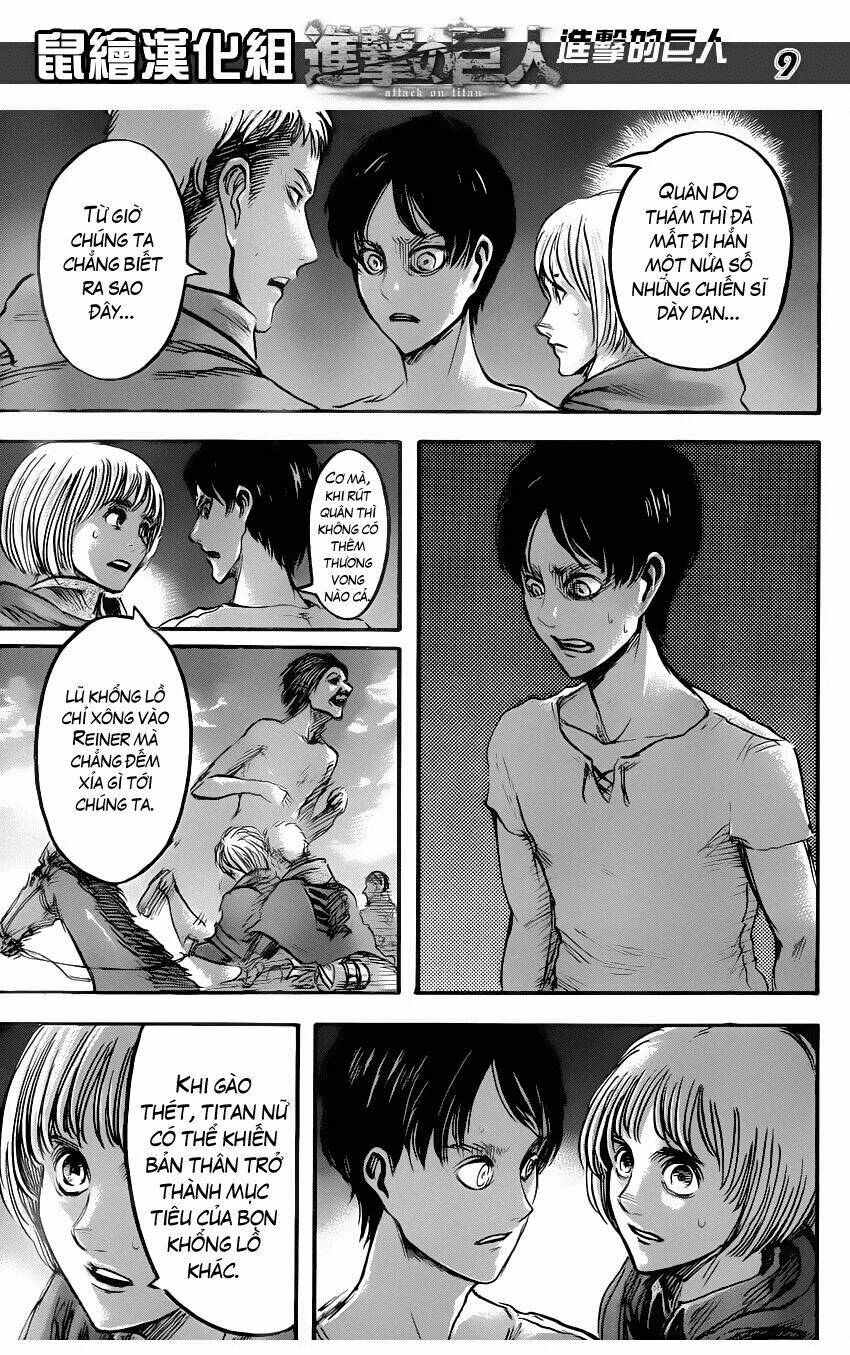 鼠繪漢化組
進撃の巨人
attack on titan
進擊的巨人
9
QUÂN DO
THÁM THÌ ĐÃ
MẤT ĐI HẲN
MỘT NỬA SỐ
NHỮNG CHIẾN SĨ
DÀY DẠN...
TỪ GIỜ
CHÚNG TA
CHẲNG BIẾT
RA SAO
ĐÂY...
CƠ MÀ,
KHI RÚT
QUÂN THÌ
KHÔNG CÓ
THÊM
THƯƠNG
VONG
NÀO CẢ.
LŨ KHỔNG LỒ
CHỈ XÔNG VÀO
REINER MÀ
CHẲNG ĐẾM
XỈA GÌ TỚI
CHÚNG TA.
KHI GÀO
THÉT, TITAN NỮ
CÓ THỂ KHIẾN
BẢN THÂN TRỞ
THÀNH MỤC
TIÊU CỦA BỌN
KHỔNG LỒ
KHÁC.